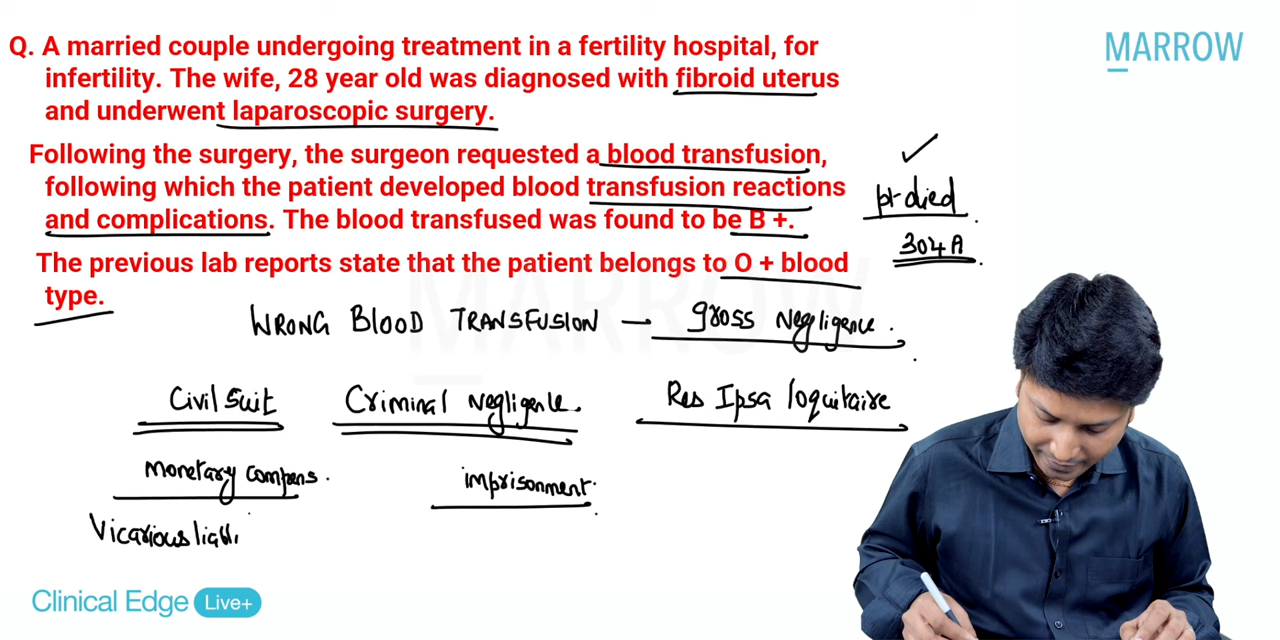 Q. A married couple undergoing treatment in a fertility hospital, for
MARROW
infertility. The wife, 28 year old was diagnosed with fibroid uterus
and underwent laparoscopic surgery.
Following the surgery, the surgeon requested a blood transfusion,
following which the patient developed blood transfusion reactions
pt died
and complications. The blood transfused was found to be B +.
304 A
The previous lab reports state that the patient belongs to O + blood
type.
MARROW
WRONG BLOOD TRANSFUSION — gross Negligence.
Civil Suit
Criminal Negligence.
Res Ipsa loquitaire
Monetary Compens.
imprisonment.
Vicarious liabi
Clinical Edge Live+